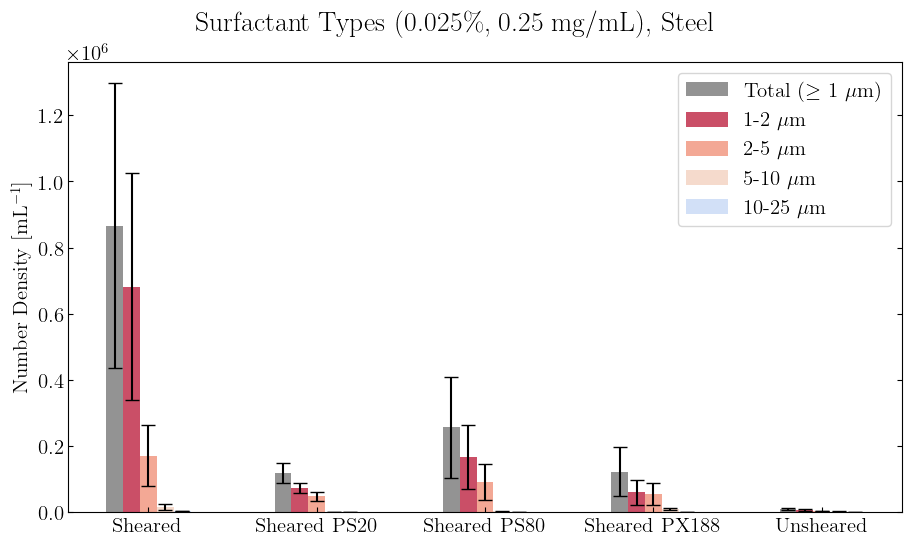 Surfactant Types (0.025%, 0.25 mg/mL), Steel
×10⁶
Total (≥ 1 μm)
1-2 μm
2-5 μm
5-10 μm
10-25 μm
Number Density [mL⁻¹]
1.2
1.0
0.8
0.6
0.4
0.2
0.0
Sheared Sheared PS20 Sheared PS80 Sheared PX188 Unsheared